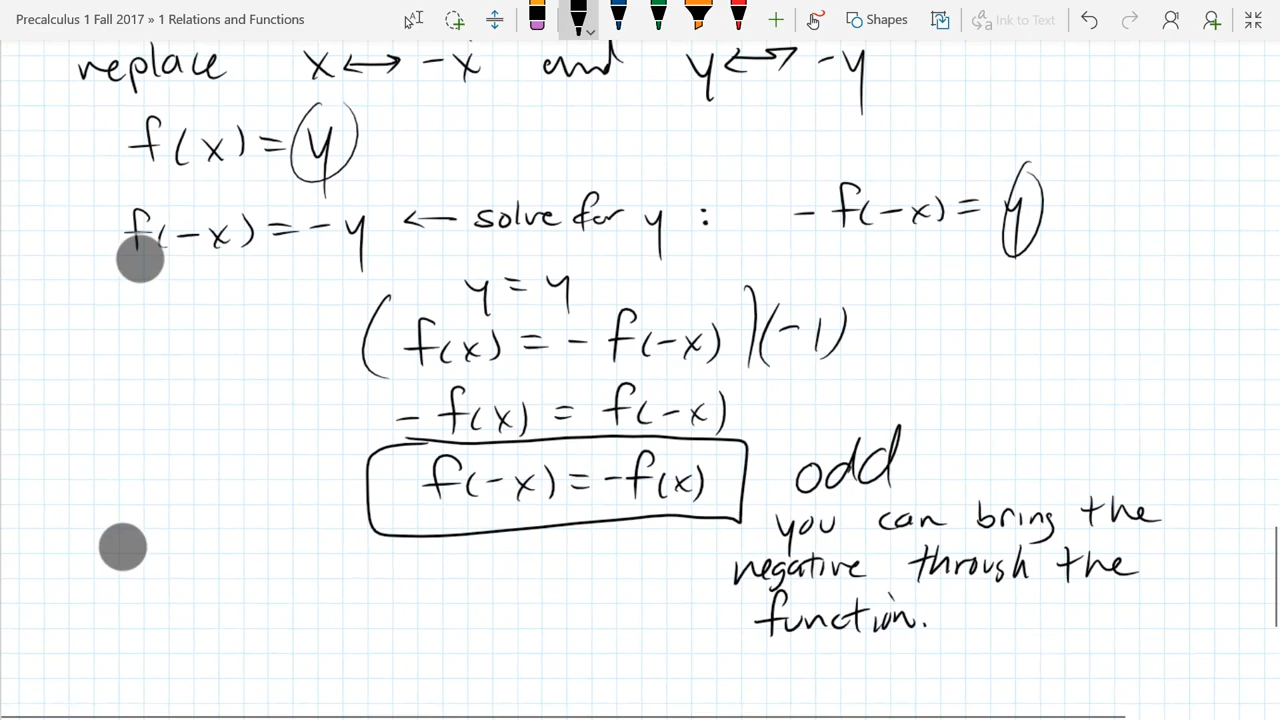 Precalculus 1 Fall 2017 » 1 Relations and Functions
Shapes
Ink to Text
replace x ⟷ -x and y ⟷ -y
f(x) = y
f(-x) = -y ← solve for y : -f(-x) = y
y = y
( f(x) = - f(-x) )(-1)
- f(x) = f(-x)
f(-x) = -f(x) odd
you can bring the
negative through the
function.